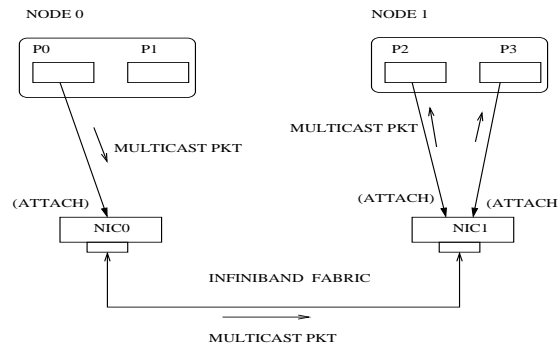 NODE 0
NODE 1
P0
P1
P2
P3
MULTICAST PKT
MULTICAST PKT
(ATTACH)
(ATTACH)
(ATTACH
NIC0
NIC1
INFINIBAND FABRIC
MULTICAST PKT